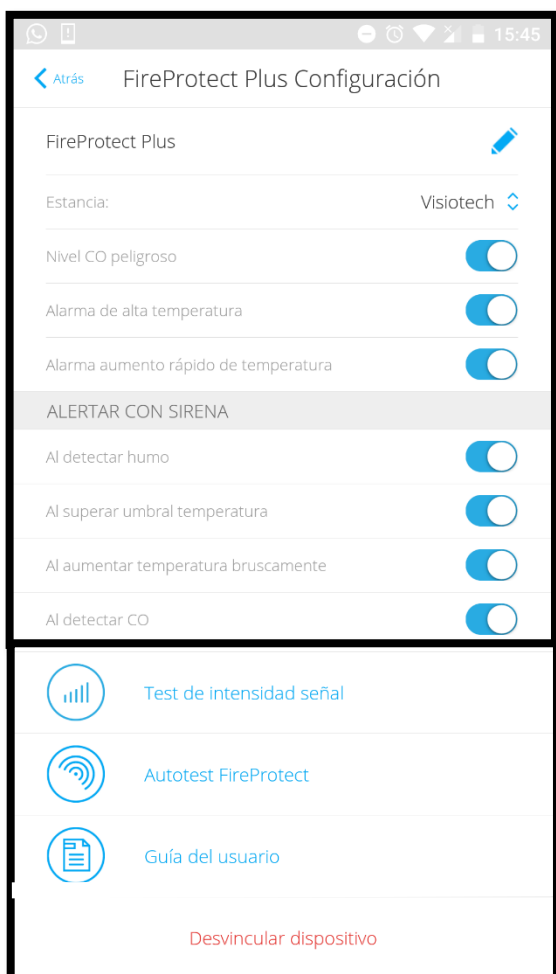 15:45
Atrás
FireProtect Plus Configuración
FireProtect Plus
Estancia:
Visiotech
Nivel CO peligroso
Alarma de alta temperatura
Alarma aumento rápido de temperatura
ALERTAR CON SIRENA
Al detectar humo
Al superar umbral temperatura
Al aumentar temperatura bruscamente
Al detectar CO
Test de intensidad señal
Autotest FireProtect
Guía del usuario
Desvincular dispositivo